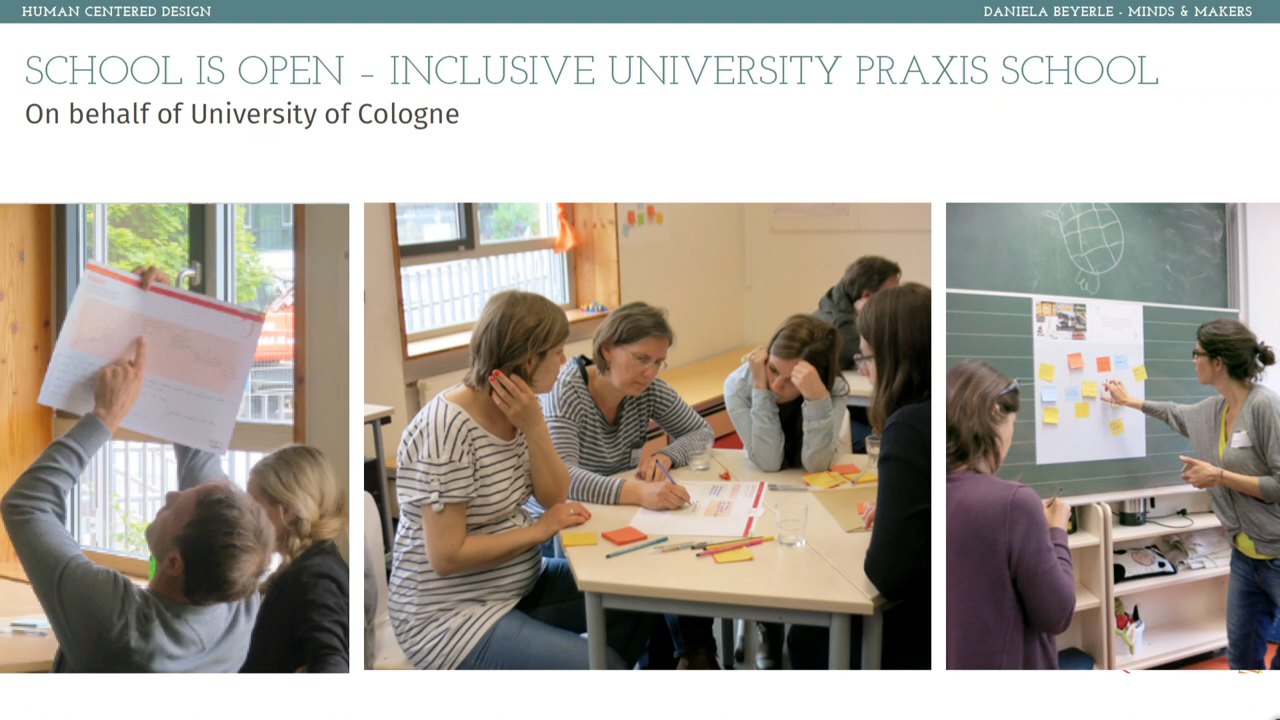 HUMAN CENTERED DESIGN
DANIELA BEYERLE - MINDS & MAKERS
SCHOOL IS OPEN – INCLUSIVE UNIVERSITY PRAXIS SCHOOL
On behalf of University of Cologne